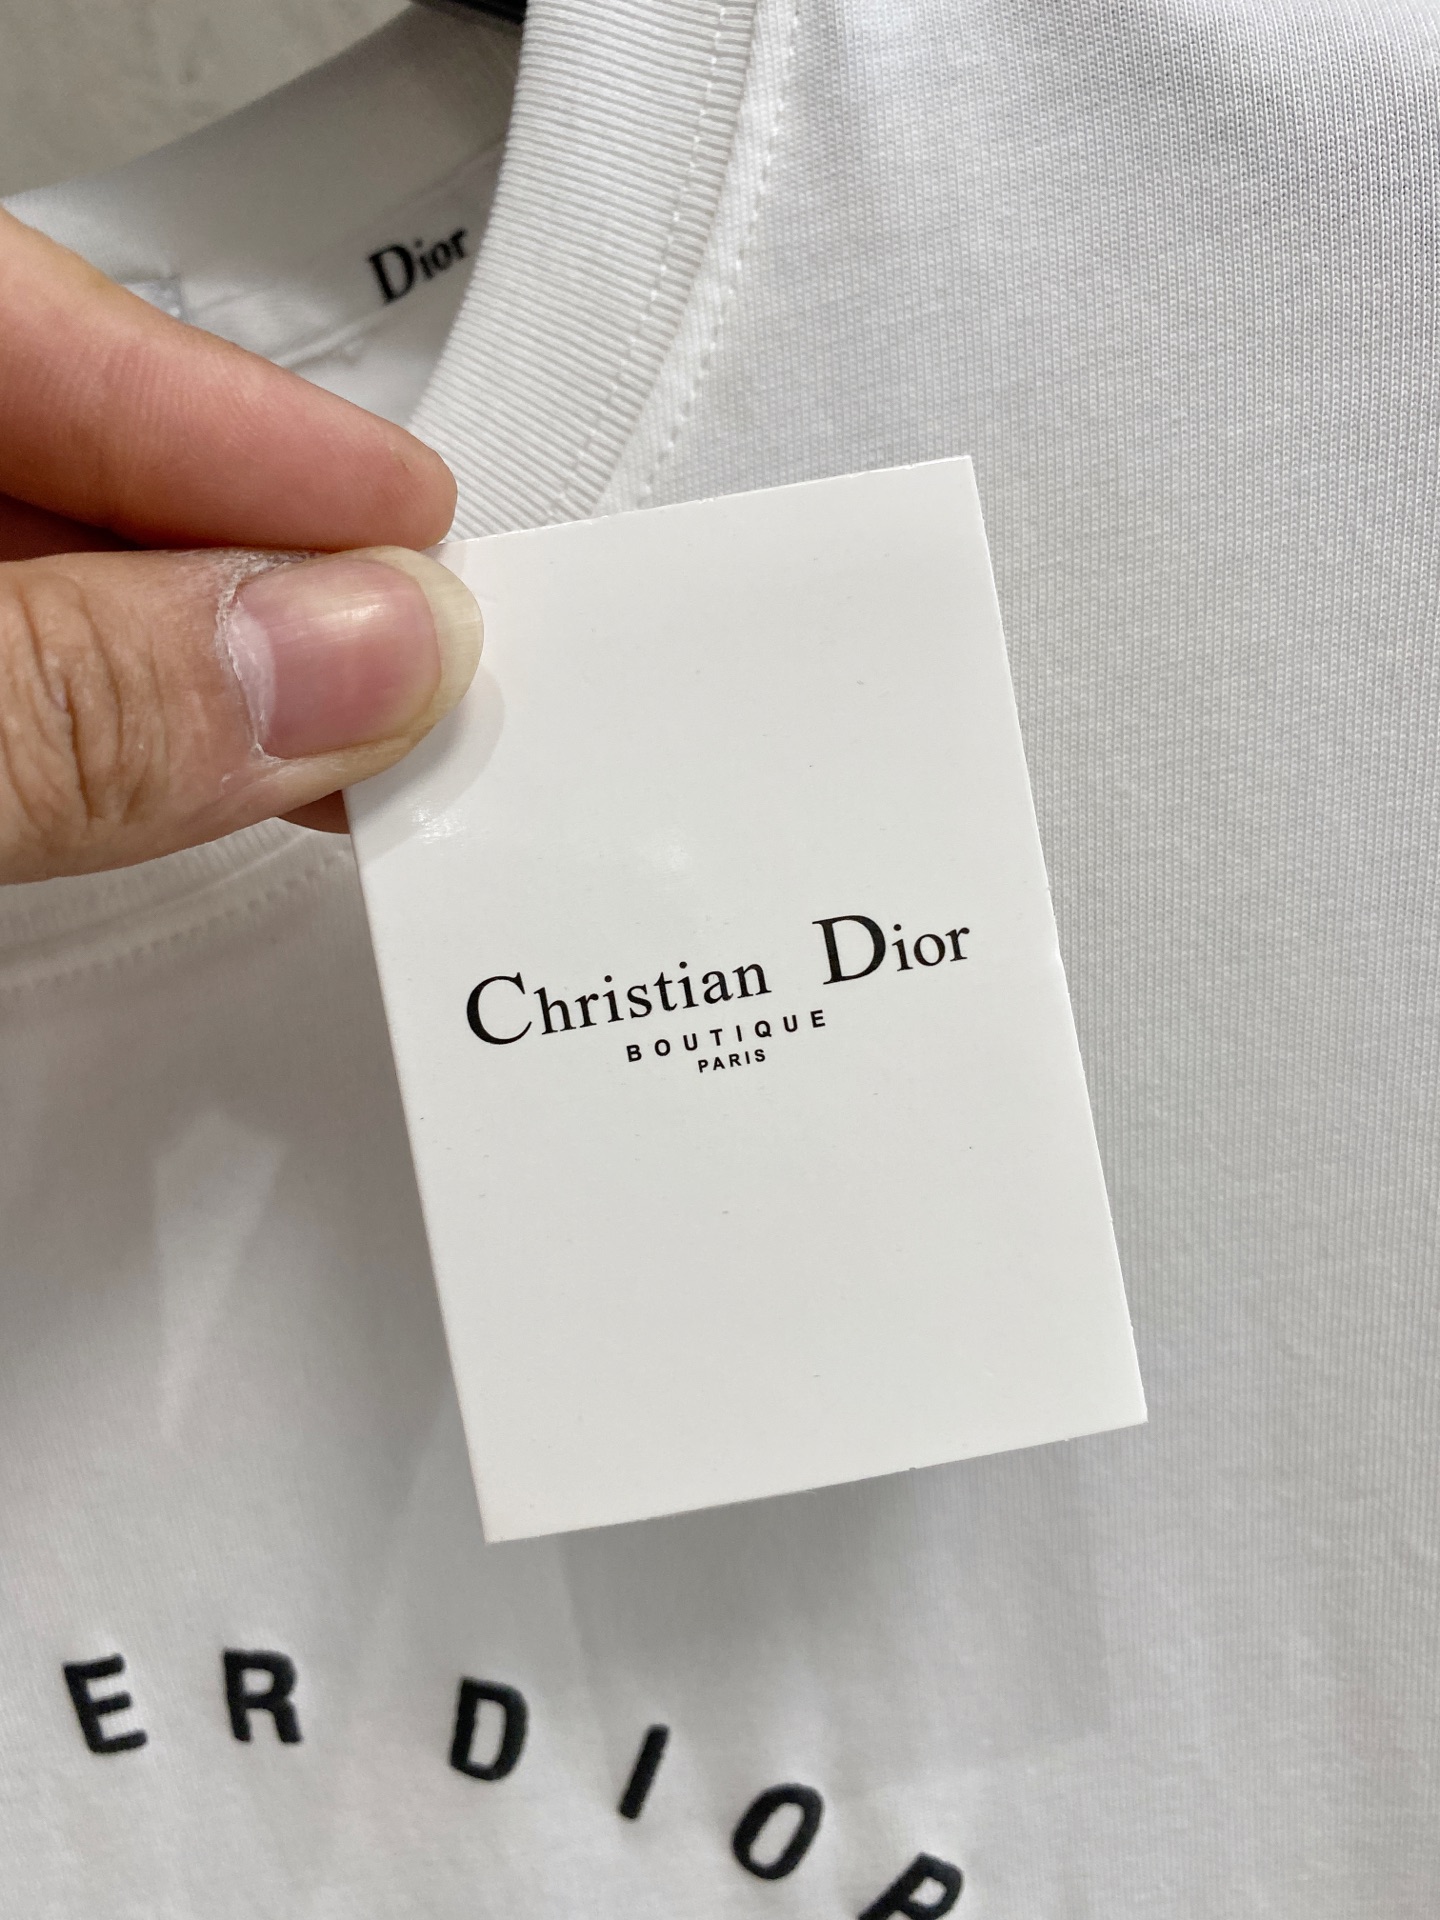 Dior
Christian Dior
BOUTIQUE
PARIS
ER DIOR